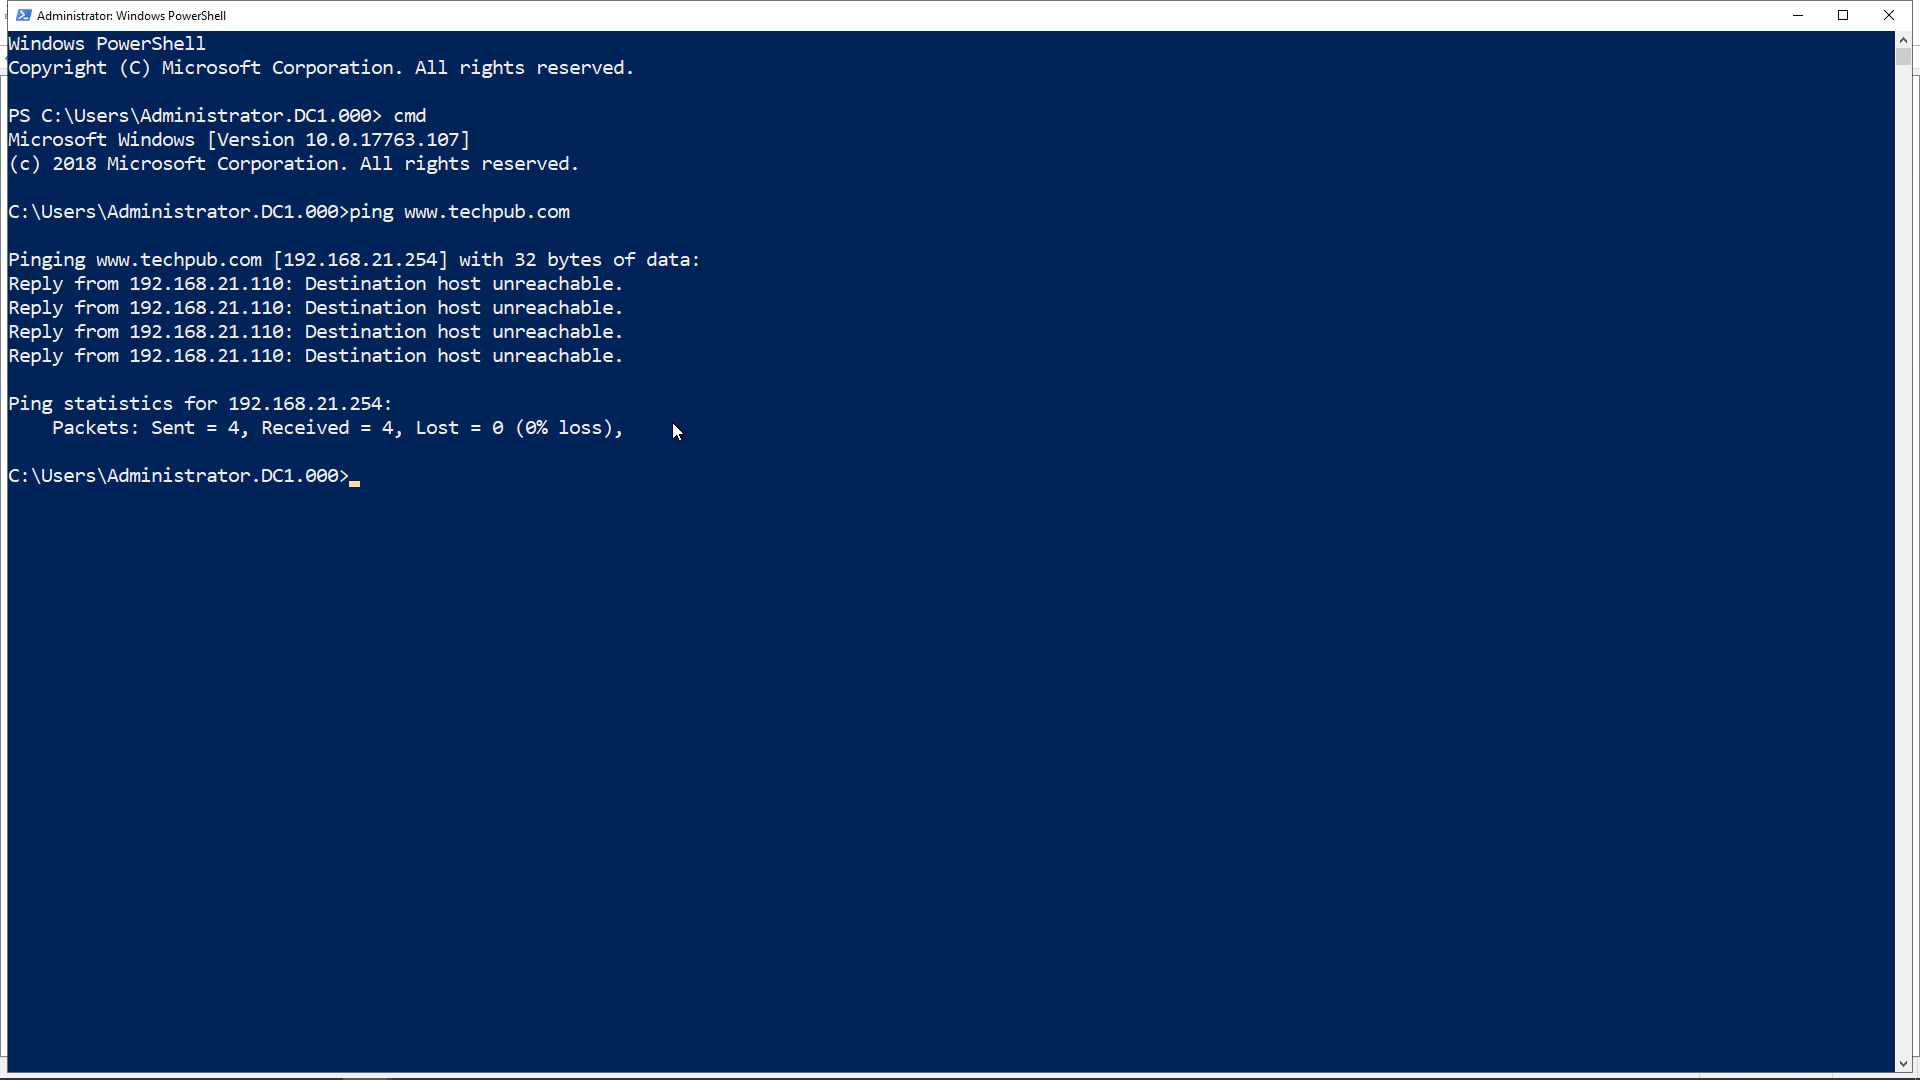 Administrator: Windows PowerShell
Windows PowerShell
Copyright (C) Microsoft Corporation. All rights reserved.
PS C:\Users\Administrator.DC1.000> cmd
Microsoft Windows [Version 10.0.17763.107]
(c) 2018 Microsoft Corporation. All rights reserved.
C:\Users\Administrator.DC1.000>ping www.techpub.com
Pinging www.techpub.com [192.168.21.254] with 32 bytes of data:
Reply from 192.168.21.110: Destination host unreachable.
Reply from 192.168.21.110: Destination host unreachable.
Reply from 192.168.21.110: Destination host unreachable.
Reply from 192.168.21.110: Destination host unreachable.
Ping statistics for 192.168.21.254:
    Packets: Sent = 4, Received = 4, Lost = 0 (0% loss),
C:\Users\Administrator.DC1.000>